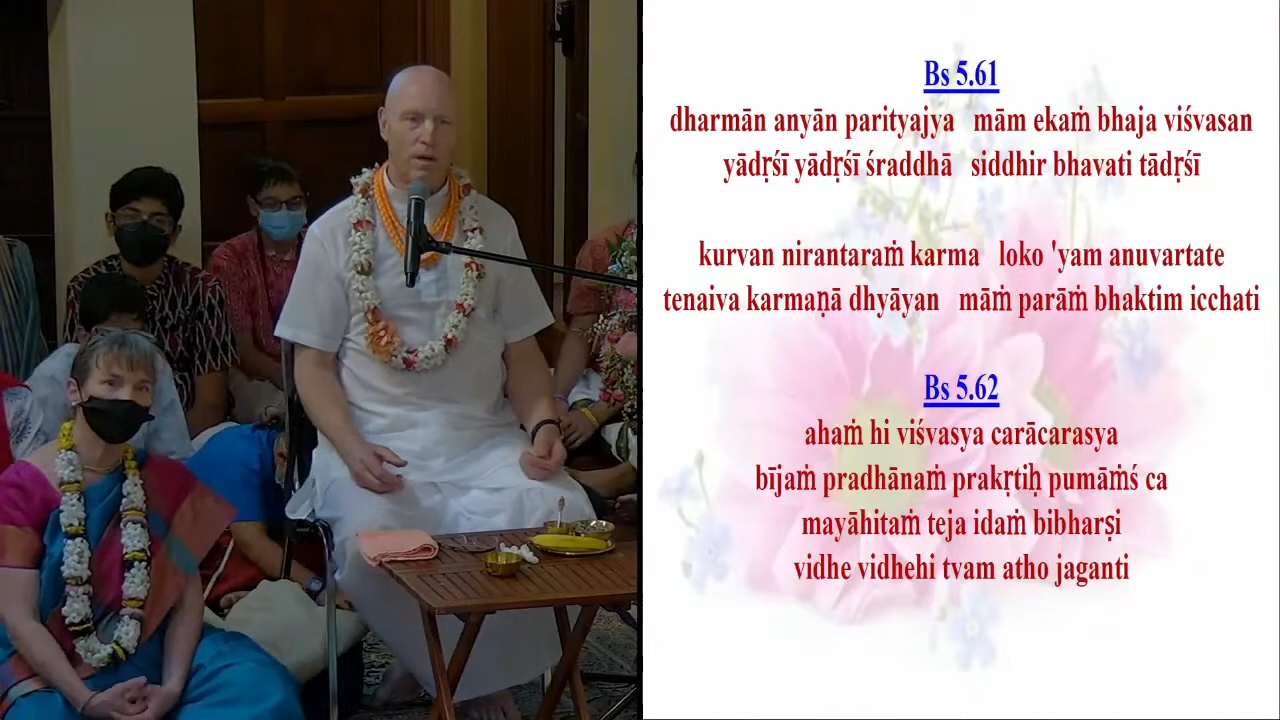 Bs 5.61
dharmān anyān parityajya mām ekaṁ bhaja viśvasan
yādṛśī yādṛśī śraddhā siddhir bhavati tādṛśī
kurvan nirantaraṁ karma loko 'yam anuvartate
tenaiva karmaṇā dhyāyan māṁ parāṁ bhaktim icchati
Bs 5.62
ahaṁ hi viśvasya carācarasya
bījaṁ pradhānaṁ prakṛtiḥ pumāṁś ca
mayāhitaṁ teja idaṁ bibharṣi
vidhe vidhehi tvam atho jaganti